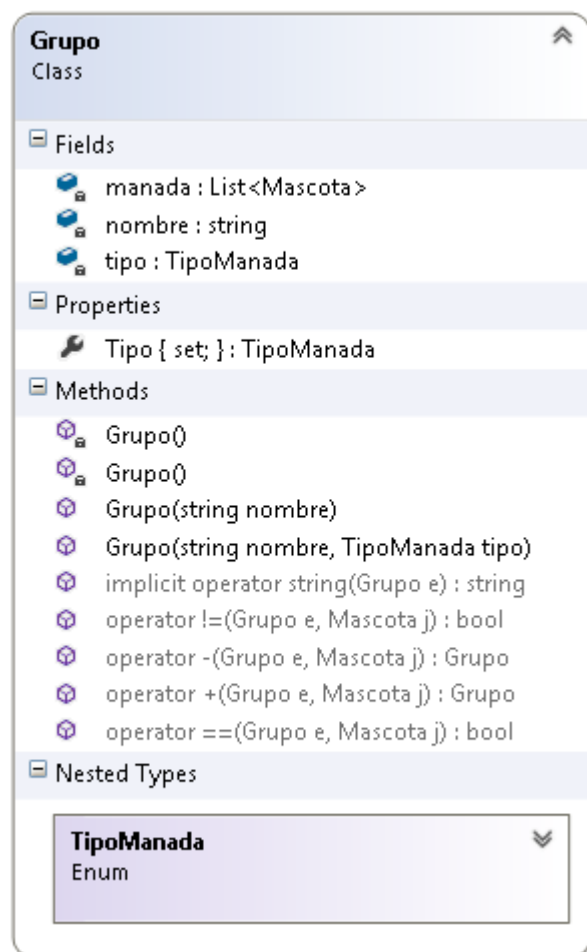 Grupo
Class
Fields
manada : List<Mascota>
nombre : string
tipo : TipoManada
Properties
Tipo { set; } : TipoManada
Methods
Grupo()
Grupo()
Grupo(string nombre)
Grupo(string nombre, TipoManada tipo)
implicit operator string(Grupo e) : string
operator !=(Grupo e, Mascota j) : bool
operator -(Grupo e, Mascota j) : Grupo
operator +(Grupo e, Mascota j) : Grupo
operator ==(Grupo e, Mascota j) : bool
Nested Types
TipoManada
Enum